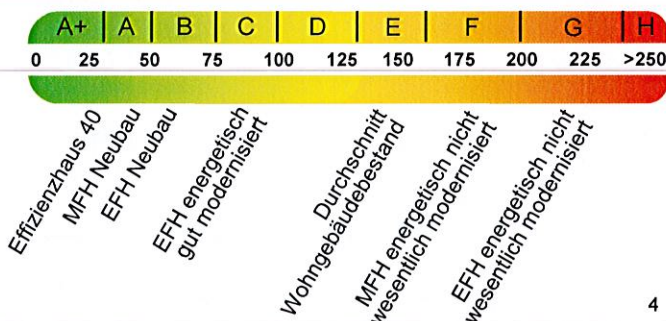 A+ A B C D E F G H
0 25 50 75 100 125 150 175 200 225 >250
Effizienzhaus 40
MFH Neubau
EFH Neubau
EFH energetisch
gut modernisiert
Durchschnitt
Wohngebäudebestand
MFH energetisch nicht
wesentlich modernisiert
EFH energetisch nicht
wesentlich modernisiert
4